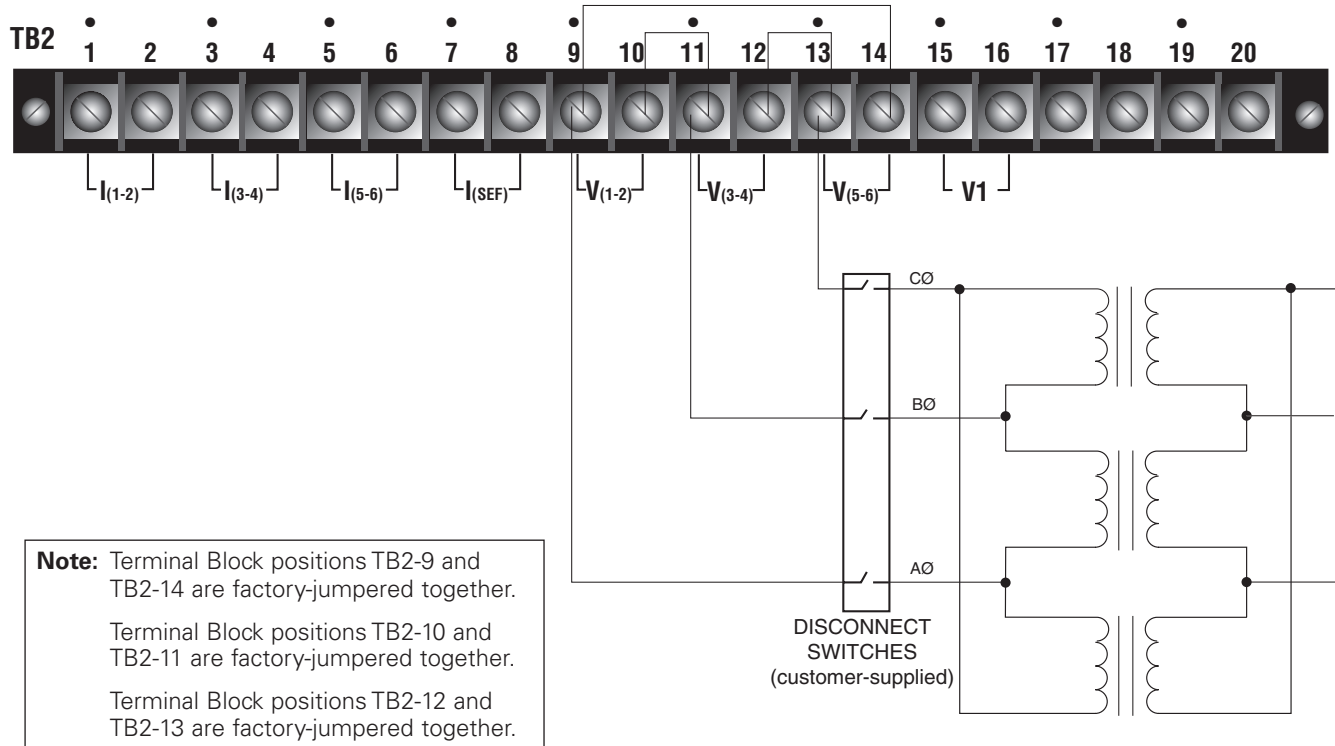 TB2 1 2 3 4 5 6 7 8 9 10 11 12 13 14 15 16 17 18 19 20
I(1-2) I(3-4) I(5-6) I(SEF) V(1-2) V(3-4) V(5-6) V1
CØ
BØ
AØ
DISCONNECT
SWITCHES
(customer-supplied)
Note: Terminal Block positions TB2-9 and
TB2-14 are factory-jumpered together.
Terminal Block positions TB2-10 and
TB2-11 are factory-jumpered together.
Terminal Block positions TB2-12 and
TB2-13 are factory-jumpered together.